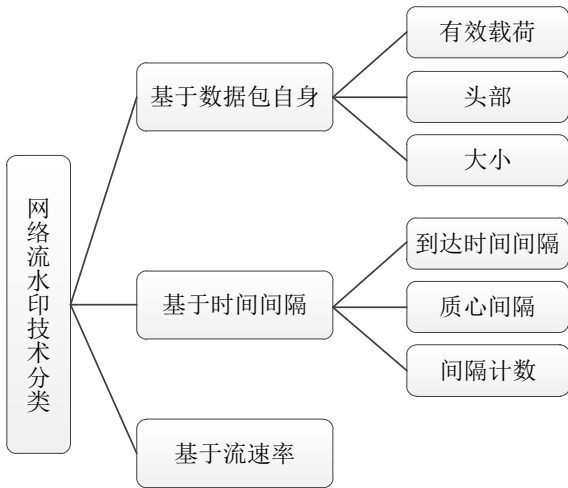 网络流水印技术分类
基于数据包自身
有效载荷
头部
大小
基于时间间隔
到达时间间隔
质心间隔
间隔计数
基于流速率